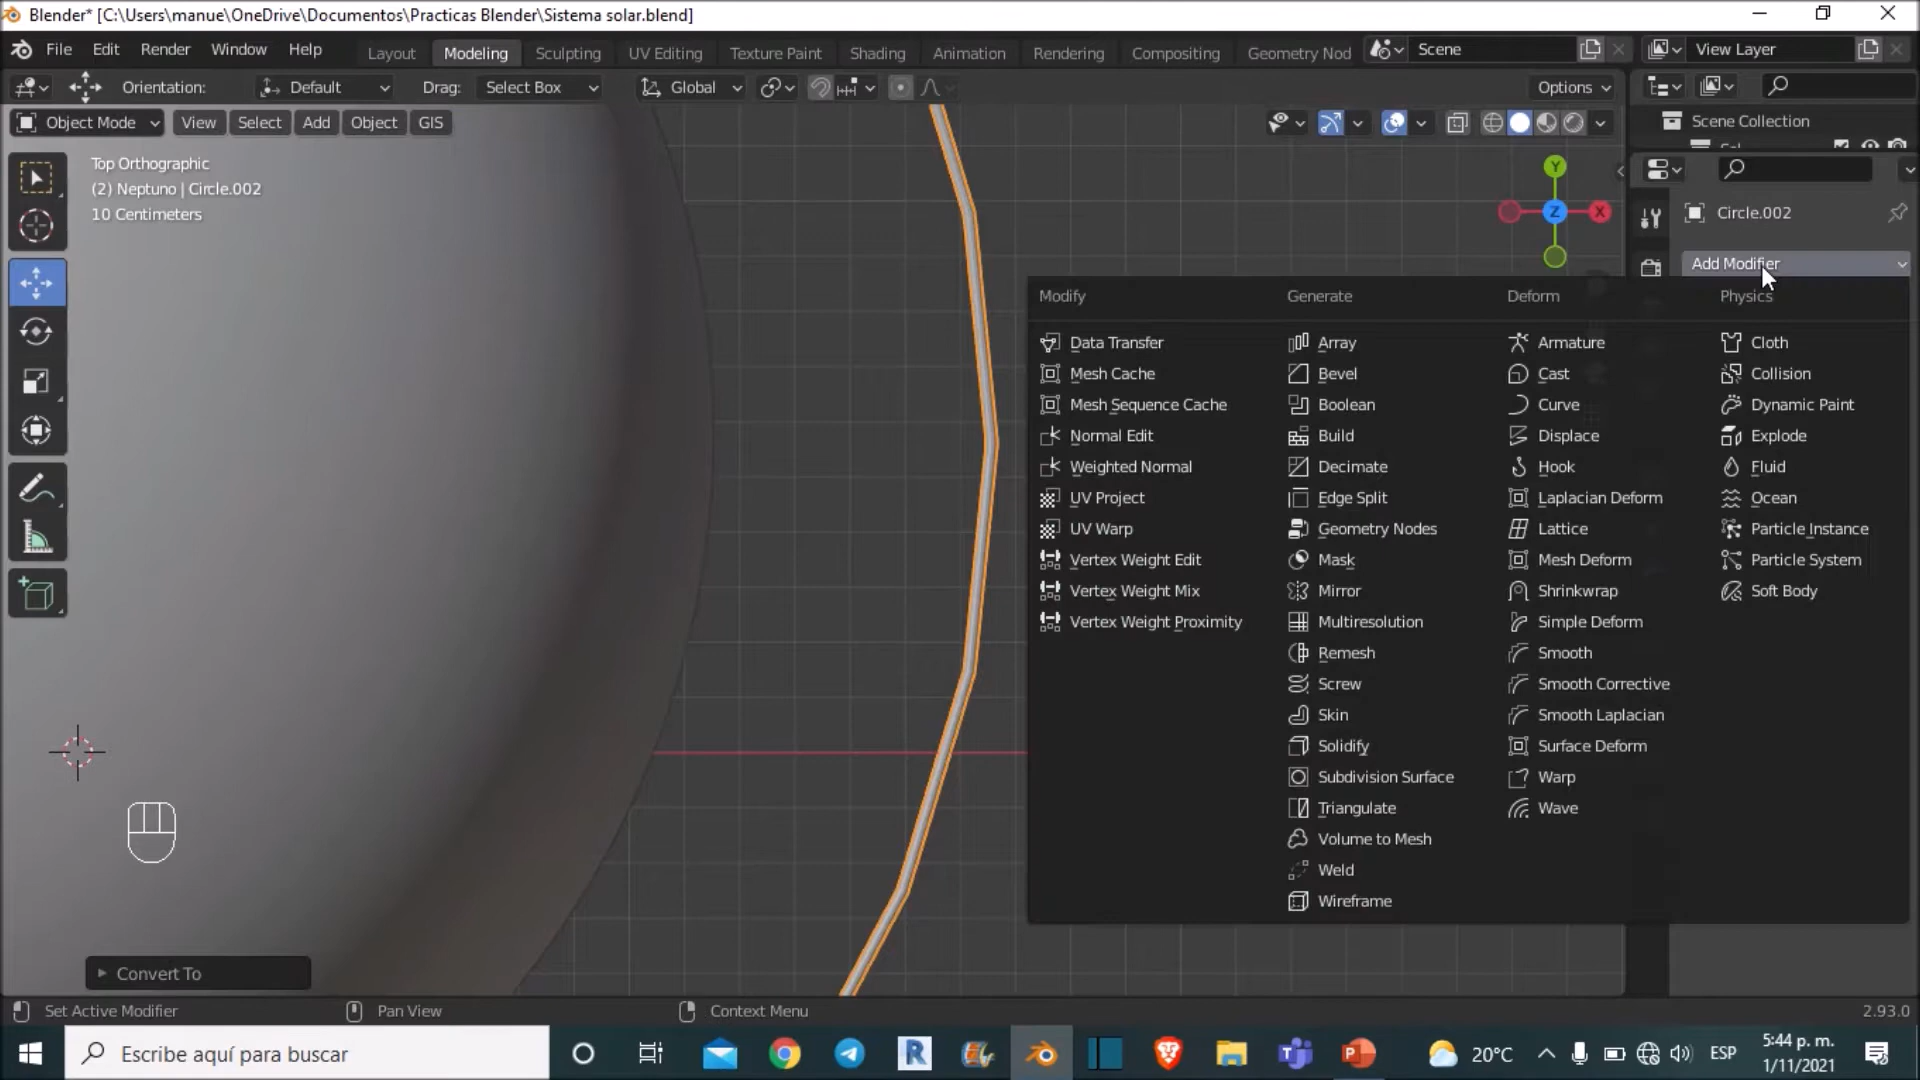 Blender* [C:\Users\manue\OneDrive\Documentos\Practicas Blender\Sistema solar.blend]
File Edit Render Window Help Layout Modeling Sculpting UV Editing Texture Paint Shading Animation Rendering Compositing Geometry Nod Scene View Layer
Orientation: Default Drag: Select Box Global Options
Object Mode View Select Add Object GIS Scene Collection
Top Orthographic
(2) Neptuno | Circle.002
10 Centimeters
Y
Z X
Circle.002
Add Modifier
Modify Generate Deform Physics
Data Transfer Array Armature Cloth
Mesh Cache Bevel Cast Collision
Mesh Sequence Cache Boolean Curve Dynamic Paint
Normal Edit Build Displace Explode
Weighted Normal Decimate Hook Fluid
UV Project Edge Split Laplacian Deform Ocean
UV Warp Geometry Nodes Lattice Particle Instance
Vertex Weight Edit Mask Mesh Deform Particle System
Vertex Weight Mix Mirror Shrinkwrap Soft Body
Vertex Weight Proximity Multiresolution Simple Deform
Remesh Smooth
Screw Smooth Corrective
Skin Smooth Laplacian
Solidify Surface Deform
Subdivision Surface Warp
Triangulate Wave
Volume to Mesh
Weld
Wireframe
Convert To
Set Active Modifier Pan View Context Menu 2.93.0
Escribe aquí para buscar 20°C ESP 5:44 p. m.
1/11/2021